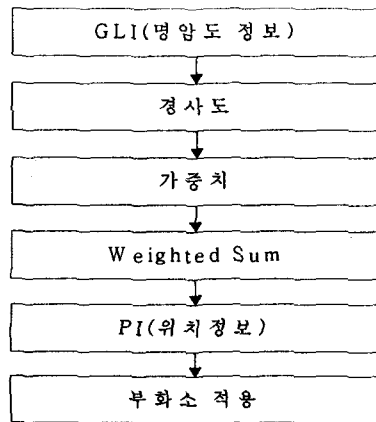 GLI(명암도 정보)
경사도
가중치
Weighted Sum
PI(위치정보)
부화소 적용